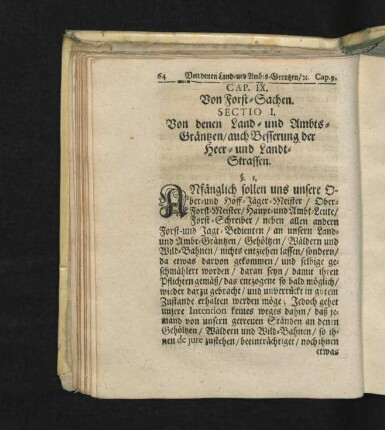 64 Von denen Land- und Ambts-Grentzen/ꝛc. Cap.9.
CAP. IX.
Von Forst-Sachen.
SECTIO I.
Von denen Land- und Ambts-
Gräntzen/auch Besserung der
Heer- und Landt-
Strassen.
§. 1.
ANfänglich sollen uns unsere O-
ber-und Hoff-Jäger-Meister / Ober-
Forst-Meister/ Haupt-und Ambt-Leute/
Forst-Schreiber / neben allen andern
Forst-und Jagt-Bedienten / an unsern Land-
und Ambt-Gräntzen / Gehöltzen / Wäldern und
Wild-Bahnen / nichts entziehen lassen/sondern/
da etwas darvon gekommen / und selbige ge-
schmählert worden / daran seyn / damit ihren
Pflichten gemäß/ das entzogene so bald möglich/
wieder darzu gebracht / und unverrückt in gutem
Zustande erhalten werden möge; Jedoch gehet
unsere Intention keines weges dahin / daß je-
mand von unsern getreuen Ständen an denen
Gehöltzen / Wäldern und Wild-Bahnen / so ih-
nen de jure zustehen / beeinträchtiget / noch ihnen
etwas